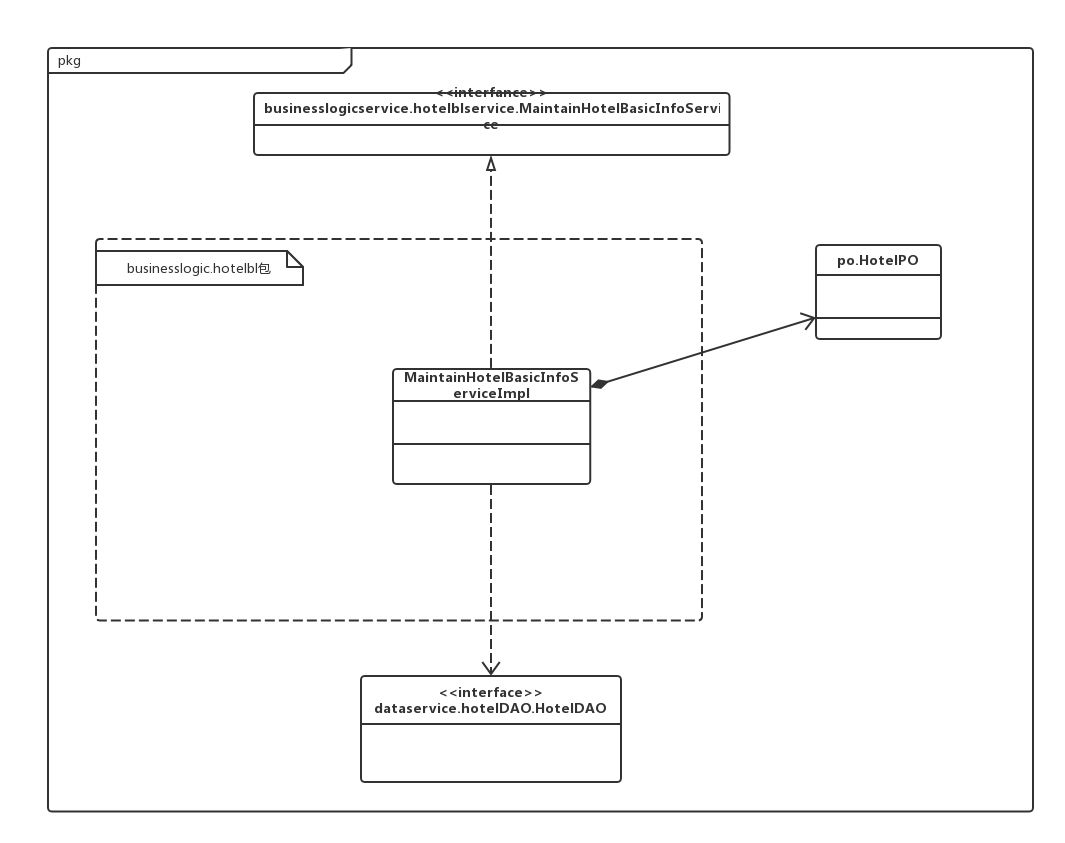 pkg
<<interfance>>
businesslogicservice.hotelblservice.MaintainHotelBasicInfoServi
ce
businesslogic.hotelbl包
po.HotelPO
MaintainHotelBasicInfoS
erviceImpl
<<interface>>
dataservice.hotelDAO.HotelDAO